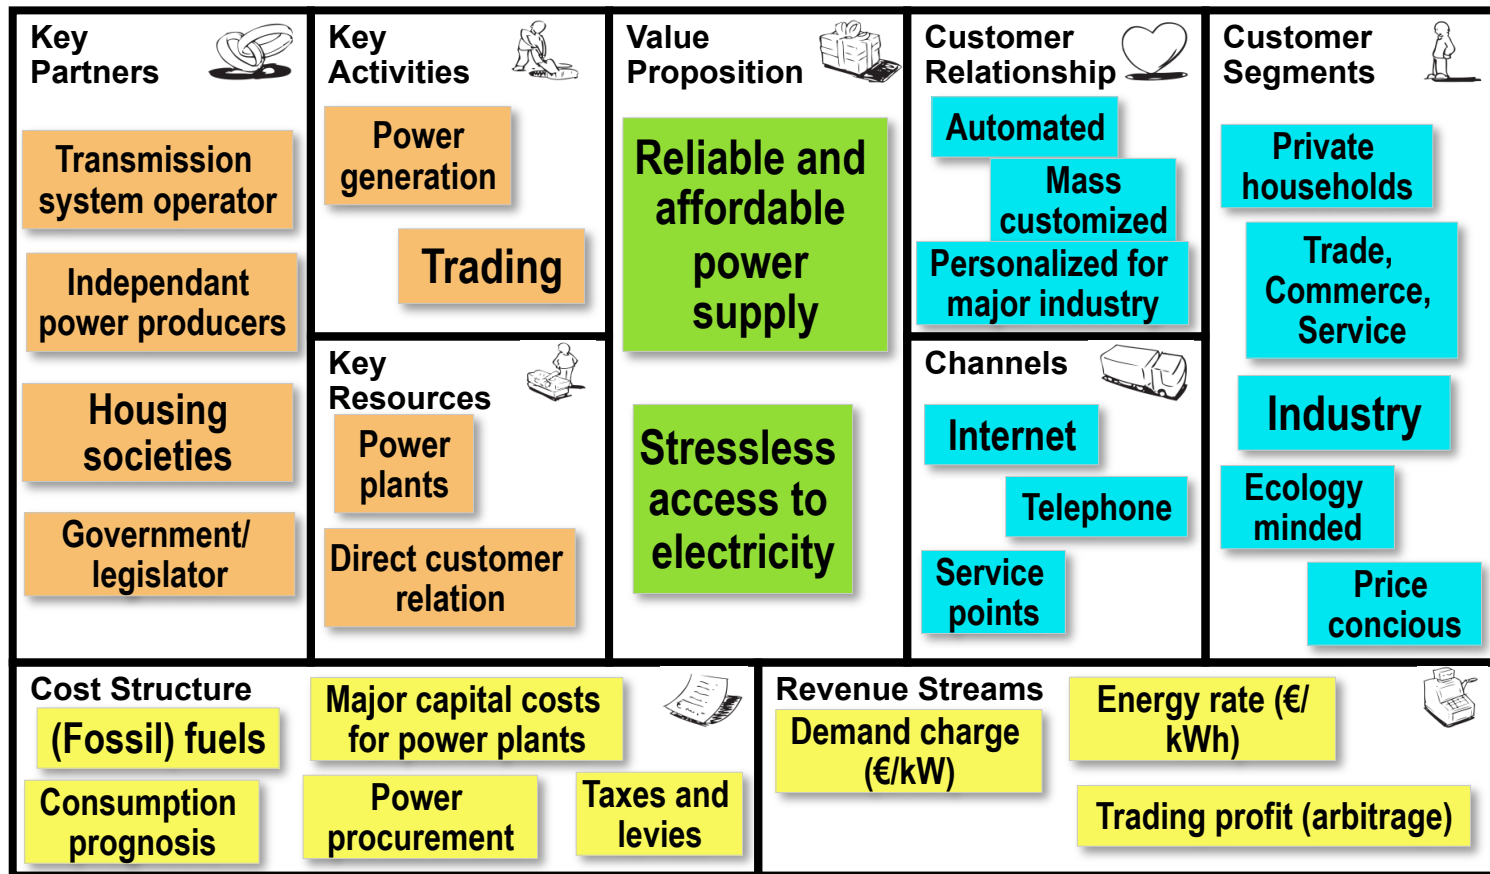 Key
Partners
Transmission
system operator
Independant
power producers
Housing
societies
Government/
legislator
Key
Activities
Power
generation
Trading
Key
Resources
Power
plants
Direct customer
relation
Value
Proposition
Reliable and
affordable
power
supply
Stressless
access to
electricity
Customer
Relationship
Automated
Mass
customized
Personalized for
major industry
Channels
Internet
Telephone
Service
points
Customer
Segments
Private
households
Trade,
Commerce,
Service
Industry
Ecology
minded
Price
concious
Cost Structure
(Fossil) fuels
Major capital costs
for power plants
Consumption
prognosis
Power
procurement
Taxes and
levies
Revenue Streams
Demand charge
(€/kW)
Energy rate (€/
kWh)
Trading profit (arbitrage)